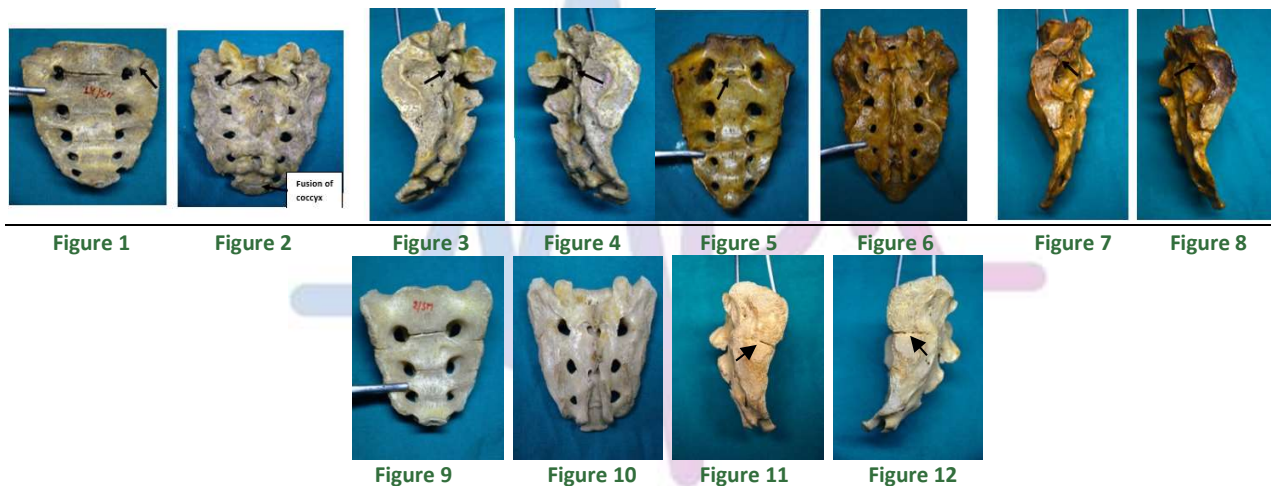 Fusion of
coccyx
Figure 1
Figure 2
Figure 3
Figure 4
Figure 5
Figure 6
Figure 7
Figure 8
Figure 9
Figure 10
Figure 11
Figure 12